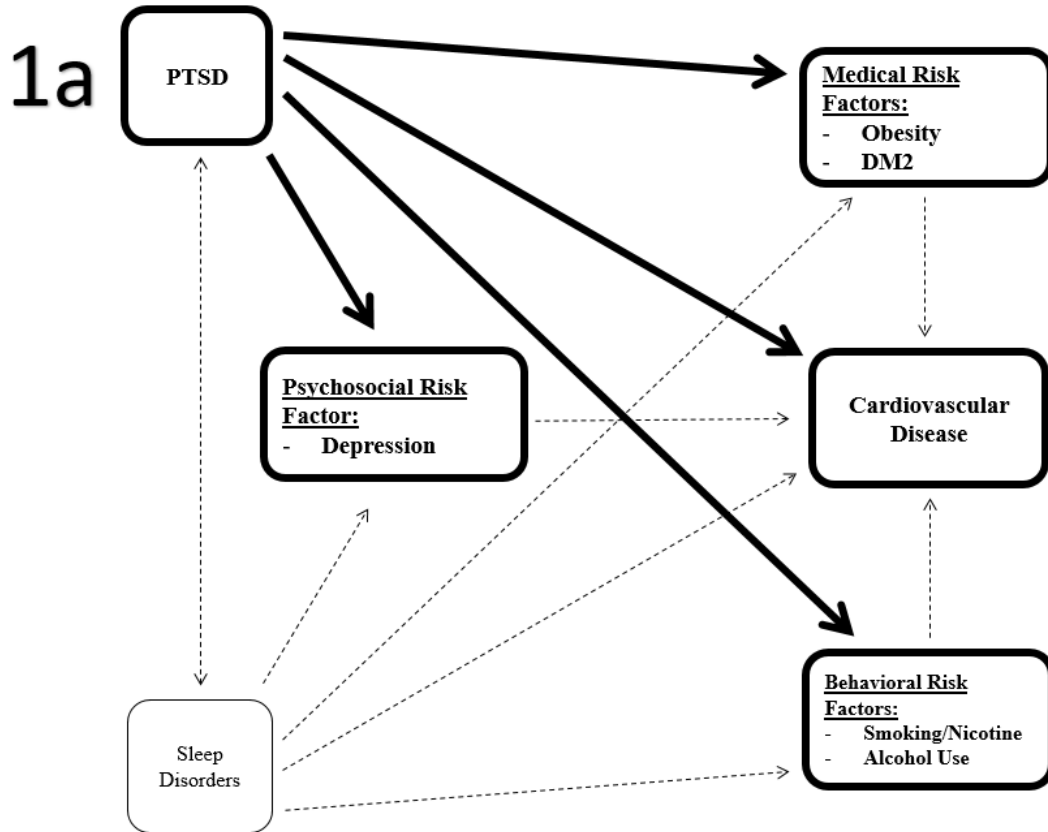 1a
PTSD
Medical Risk
Factors:
- Obesity
- DM2
Psychosocial Risk
Factor:
- Depression
Cardiovascular
Disease
Sleep
Disorders
Behavioral Risk
Factors:
- Smoking/Nicotine
- Alcohol Use